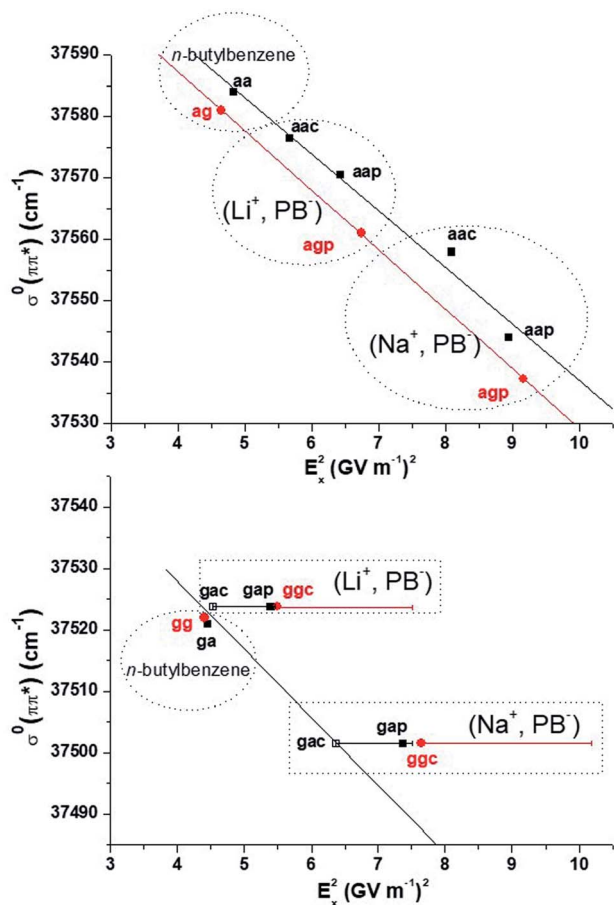 37590
37580
37570
37560
37550
37540
37530
σ⁰(ππ*) (cm⁻¹)
n-butylbenzene
aa
ag
aac
aap
(Li⁺, PB⁻)
agp
aac
(Na⁺, PB⁻)
aap
agp
3 4 5 6 7 8 9 10
Eₓ² (GV m⁻¹)²
37540
37530
37520
37510
37500
37490
σ⁰(ππ*) (cm⁻¹)
gac gap ggc (Li⁺, PB⁻)
gg
ga
n-butylbenzene
gac gap (Na⁺, PB⁻)
ggc
3 4 5 6 7 8 9 10
Eₓ² (GV m⁻¹)²